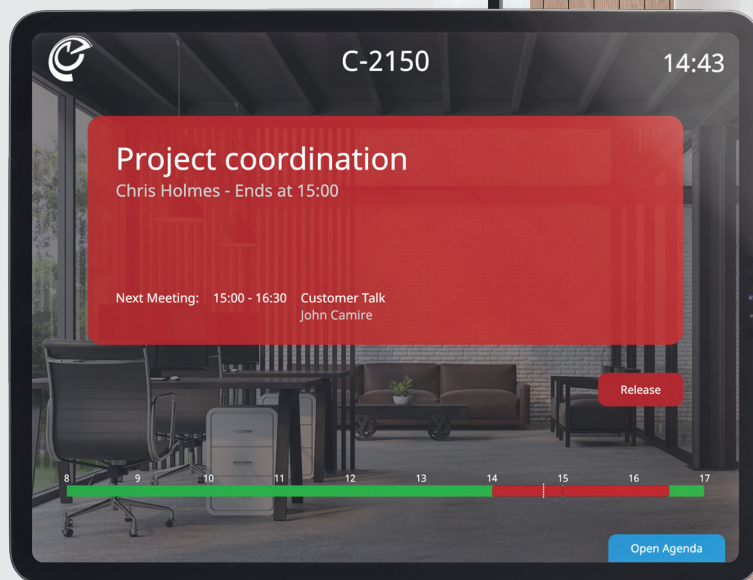 C-2150
14:43
Project coordination
Chris Holmes - Ends at 15:00
Next Meeting: 15:00 - 16:30 Customer Talk
John Camire
Release
8 9 10 11 12 13 14 15 16 17
Open Agenda